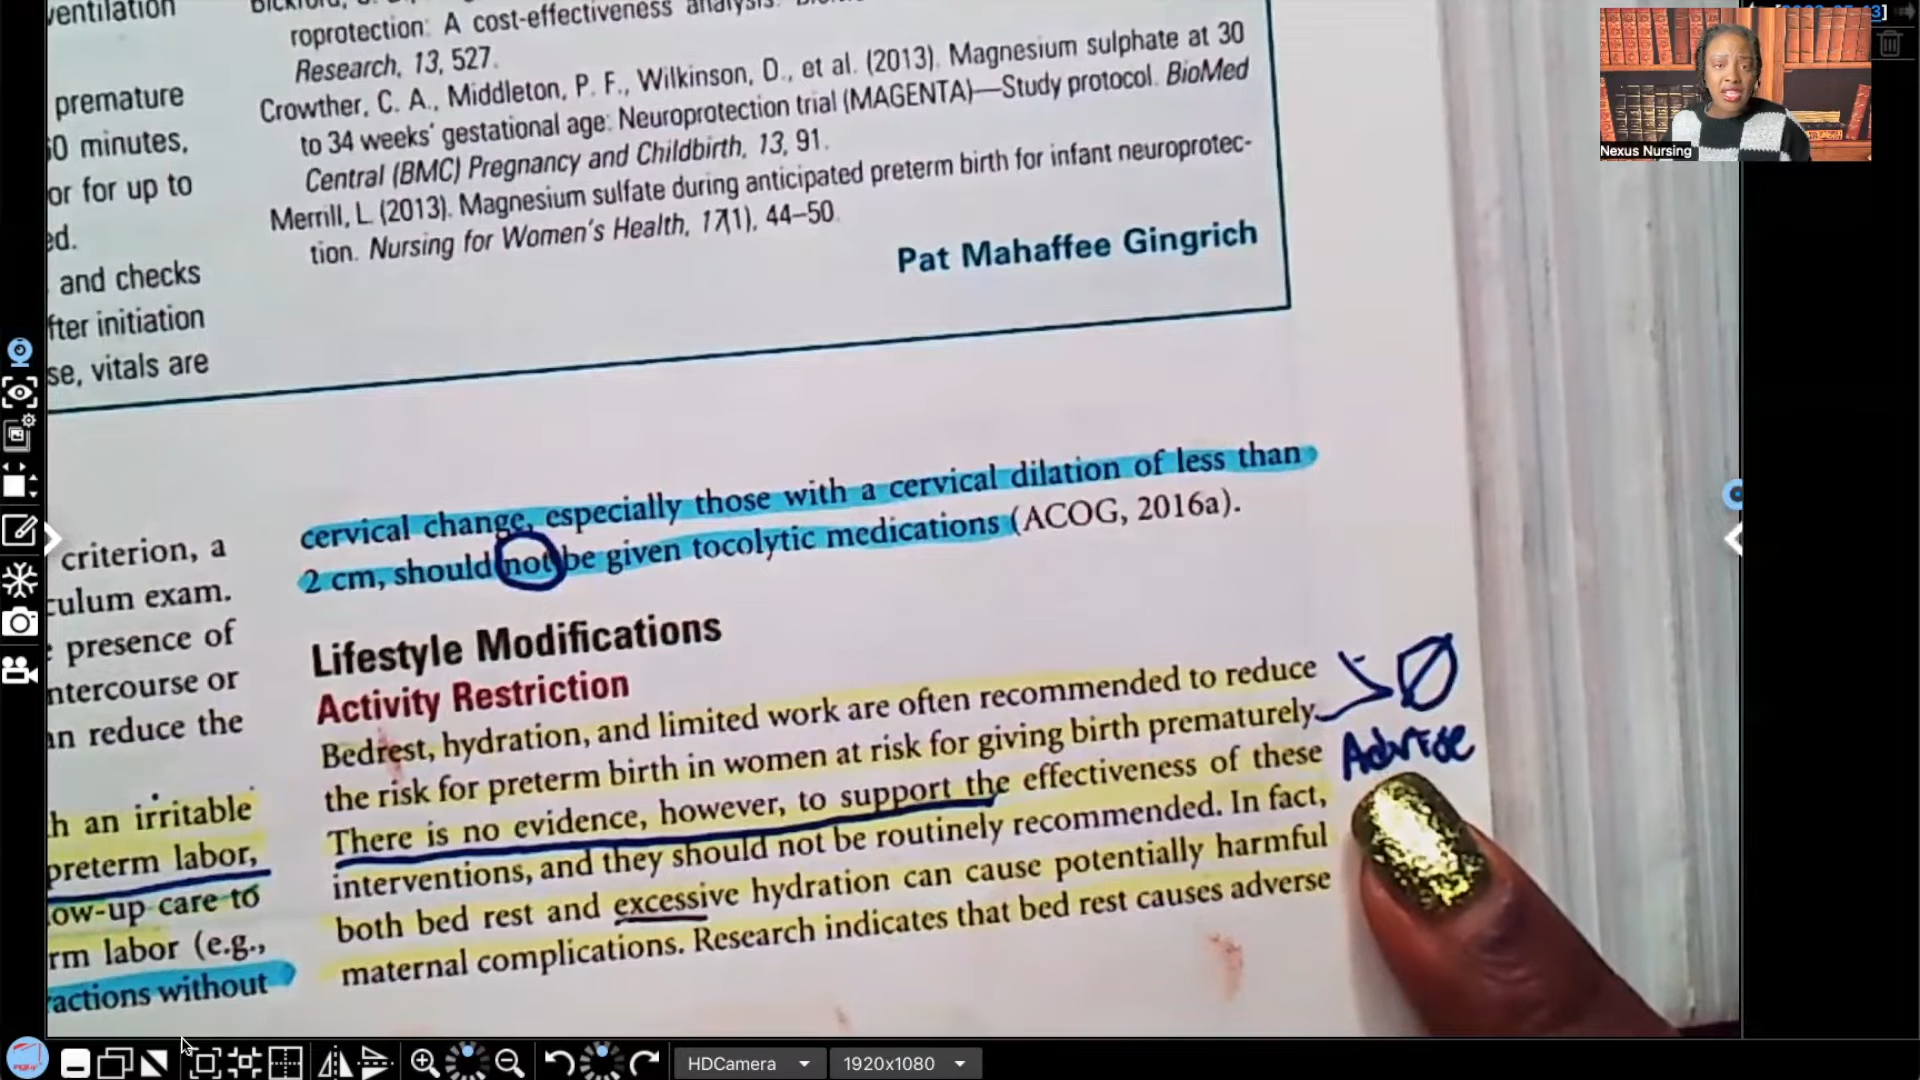 ventilation
premature
60 minutes,
or for up to
ed.
and checks
fter initiation
se, vitals are
roprotection: A cost-effectiveness analysis.
Research, 13, 527.
Crowther, C. A., Middleton, P. F., Wilkinson, D., et al. (2013). Magnesium sulphate at 30
to 34 weeks' gestational age: Neuroprotection trial (MAGENTA)—Study protocol. BioMed
Central (BMC) Pregnancy and Childbirth, 13, 91.
Merrill, L. (2013). Magnesium sulfate during anticipated preterm birth for infant neuroprotec-
tion. Nursing for Women's Health, 17(1), 44–50.
Pat Mahaffee Gingrich
criterion, a
culum exam.
presence of
ntercourse or
an reduce the
h an irritable
preterm labor,
ow-up care to
rm labor (e.g.,
actions without
cervical change, especially those with a cervical dilation of less than
2 cm, should not be given tocolytic medications (ACOG, 2016a).
Lifestyle Modifications
Activity Restriction
Bedrest, hydration, and limited work are often recommended to reduce
the risk for preterm birth in women at risk for giving birth prematurely.
There is no evidence, however, to support the effectiveness of these
interventions, and they should not be routinely recommended. In fact,
both bed rest and excessive hydration can cause potentially harmful
maternal complications. Research indicates that bed rest causes adverse
Advise
Nexus Nursing
HDCamera
1920x1080